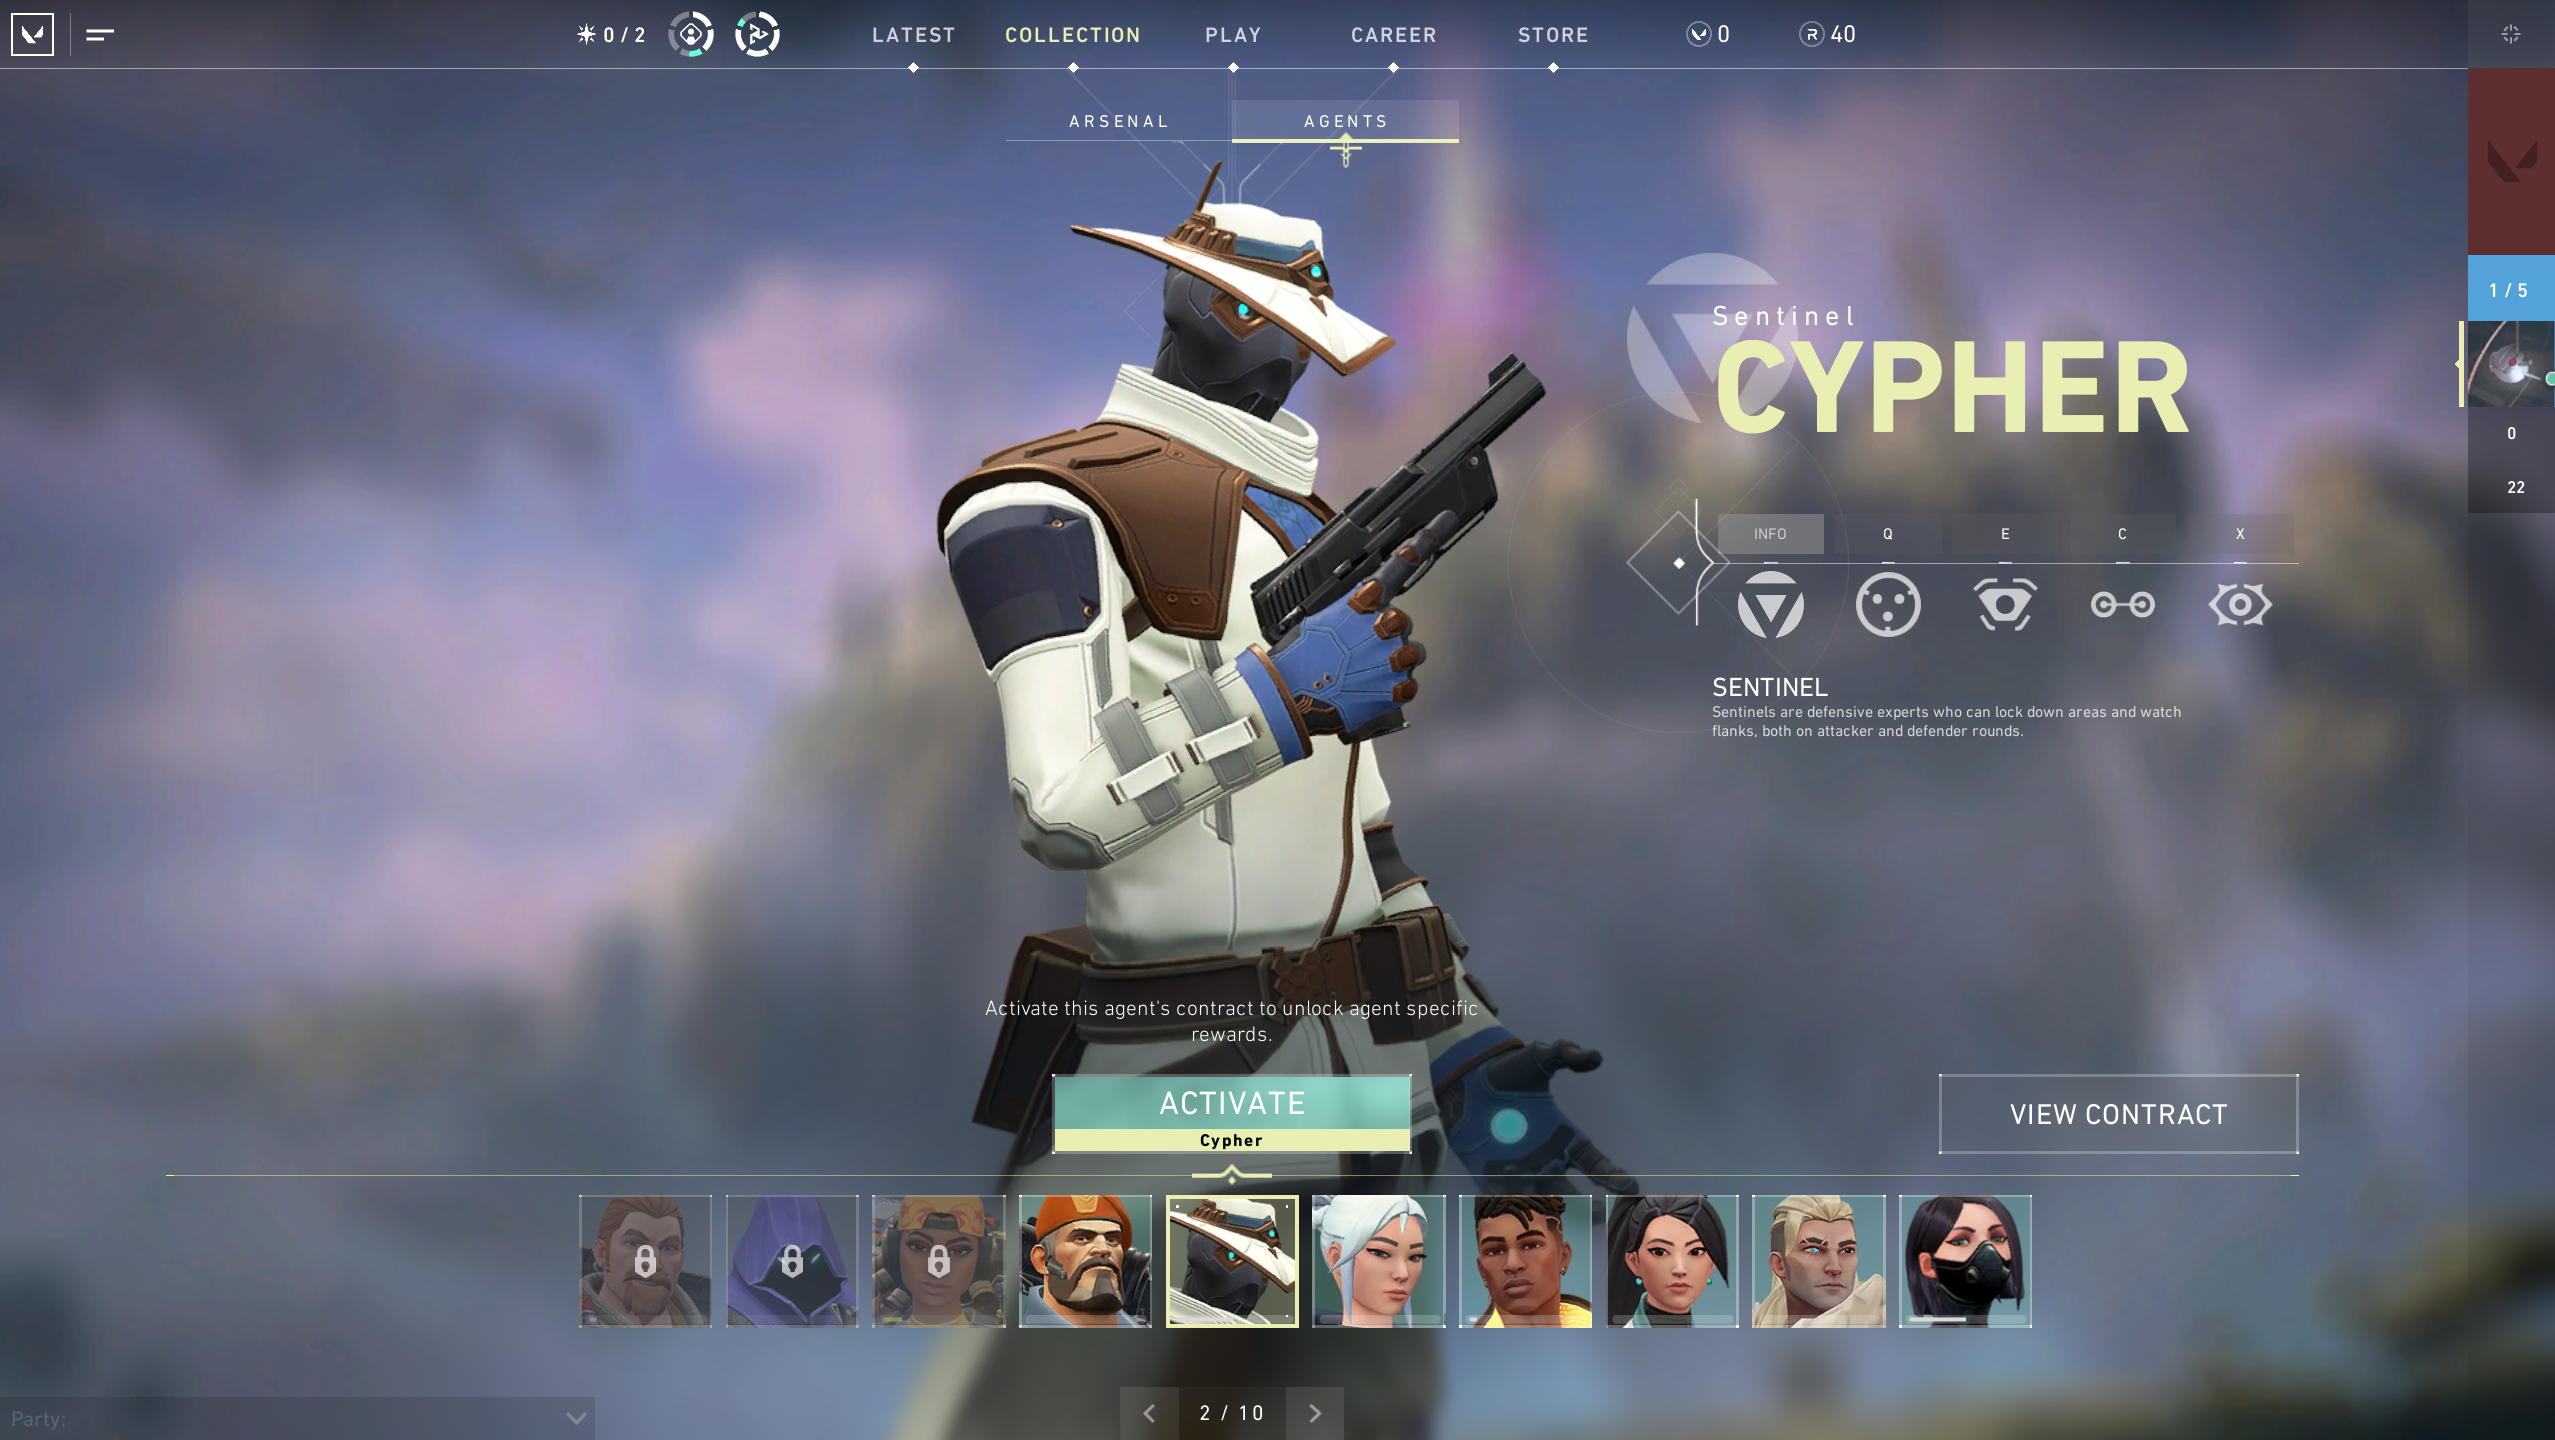 0 / 2
LATEST
COLLECTION
PLAY
CAREER
STORE
0
R 40
ARSENAL
AGENTS
1 / 5
Sentinel
CYPHER
0
22
INFO
Q
E
C
X
SENTINEL
Sentinels are defensive experts who can lock down areas and watch
flanks, both on attacker and defender rounds.
Activate this agent's contract to unlock agent specific
rewards.
ACTIVATE
Cypher
VIEW CONTRACT
2 / 10
Party: